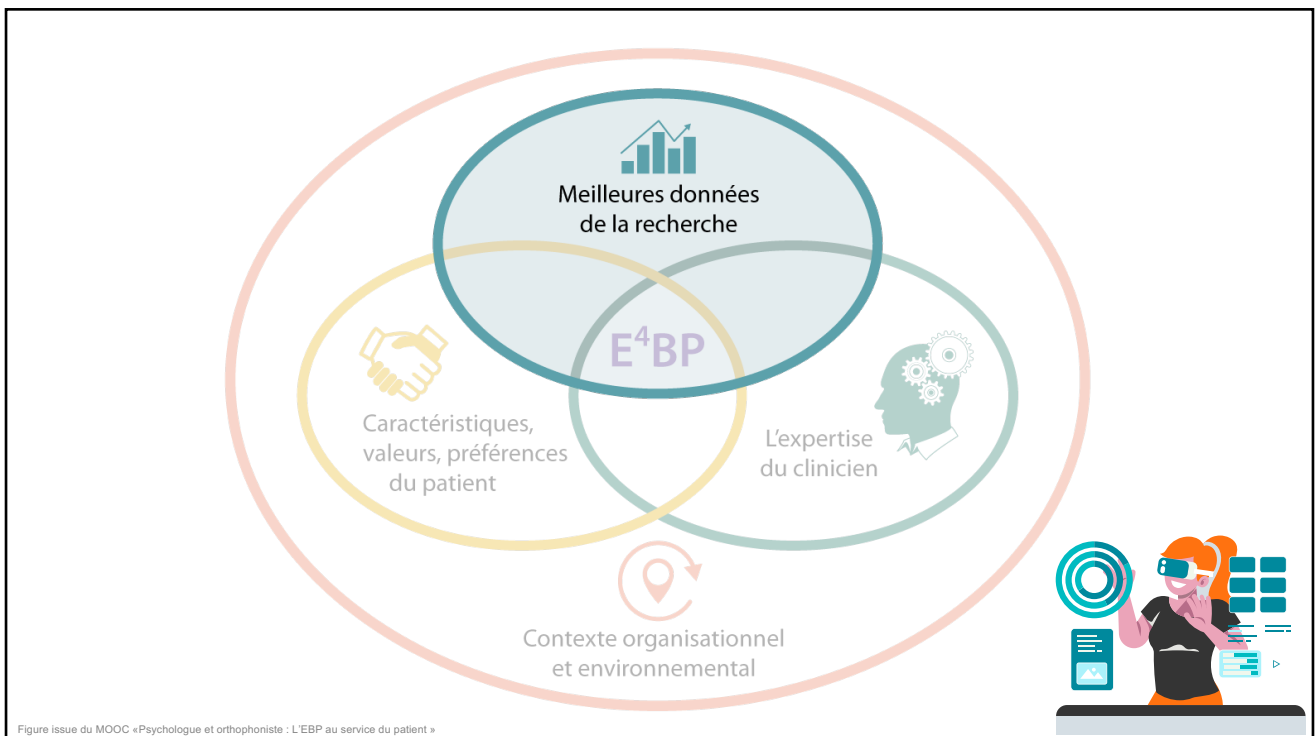 Meilleures données
de la recherche
E⁴BP
Caractéristiques,
valeurs, préférences
du patient
L'expertise
du clinicien
Contexte organisationnel
et environnemental
Figure issue du MOOC «Psychologue et orthophoniste : L'EBP au service du patient »